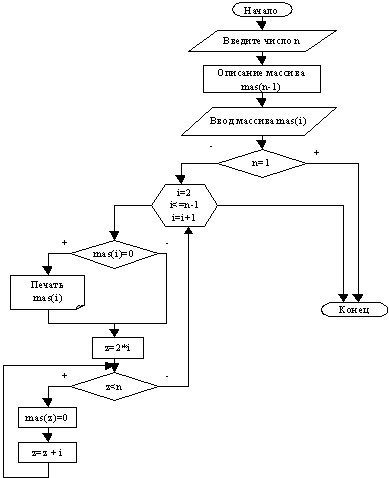 Начало
Введите число n
Описание массива
mas(n-1)
Ввод массива mas(i)
-
n=1
+
i=2
i<=n-1
i=i+1
+
mas(i)=0
-
Печать
mas(i)
Конец
z=2*i
+
z<n
-
mas(z)=0
z=z + i